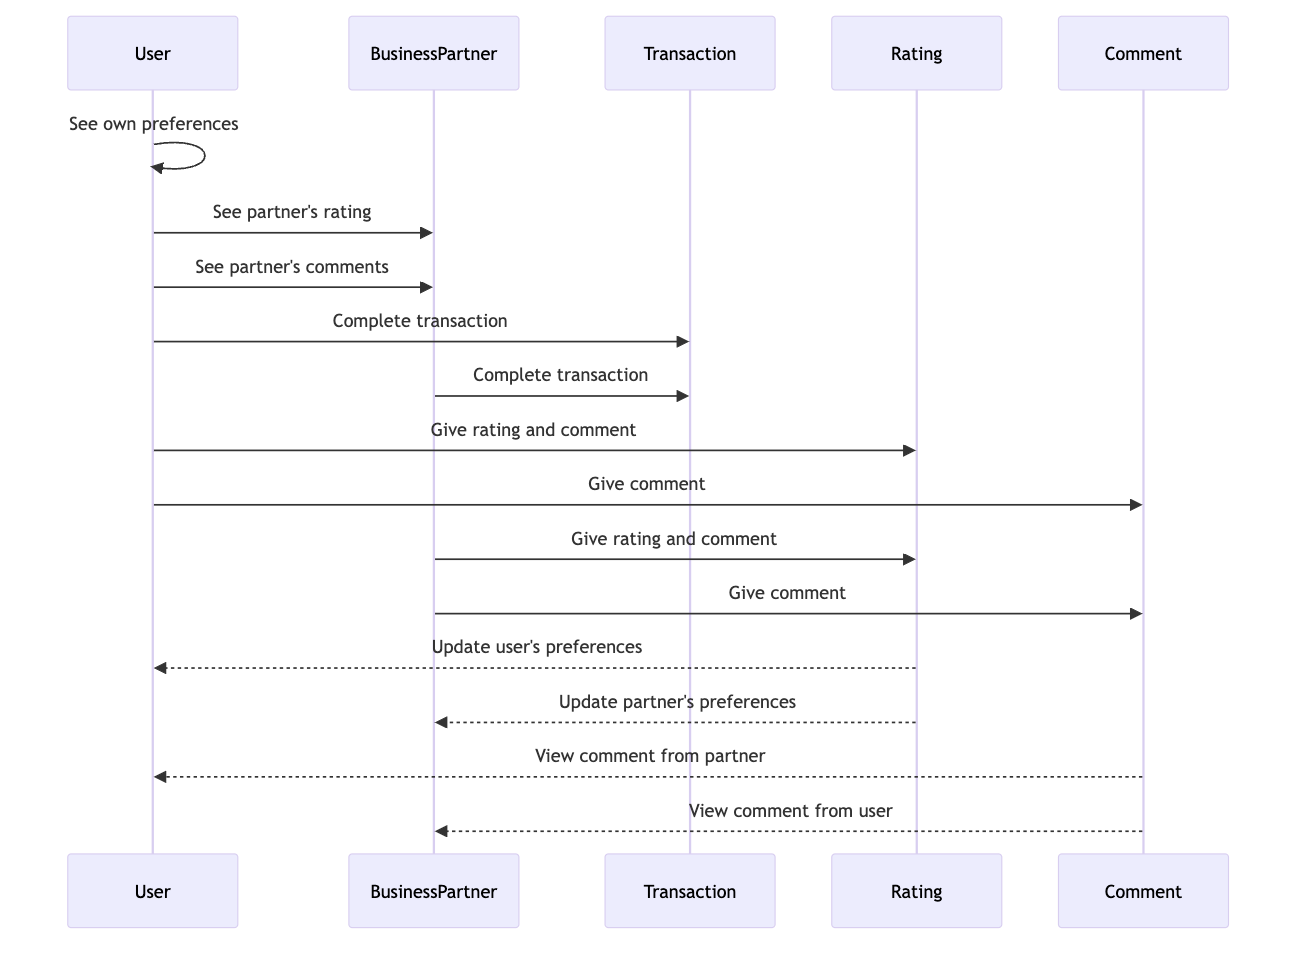 User
BusinessPartner
Transaction
Rating
Comment
See own preferences
See partner's rating
See partner's comments
Complete transaction
Complete transaction
Give rating and comment
Give comment
Give rating and comment
Give comment
Update user's preferences
Update partner's preferences
View comment from partner
View comment from user
User
BusinessPartner
Transaction
Rating
Comment